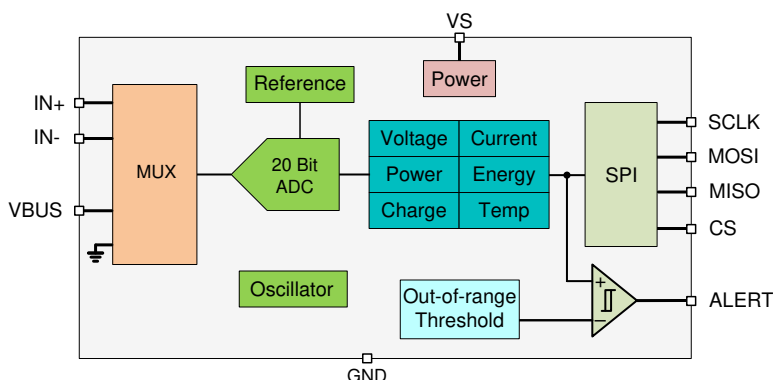 VS
Reference
Power
IN+
IN-
VBUS
MUX
20 Bit
ADC
Voltage
Current
Power
Energy
Charge
Temp
SPI
SCLK
MOSI
MISO
CS
Oscillator
Out-of-range
Threshold
+
−
ALERT
GND